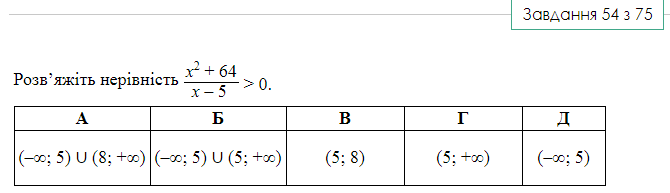 Завдання 54 з 75
Розв’яжіть нерівність (x² + 64)/(x – 5) > 0.
А Б В Г Д
(–∞; 5) ∪ (8; +∞) (–∞; 5) ∪ (5; +∞) (5; 8) (5; +∞) (–∞; 5)